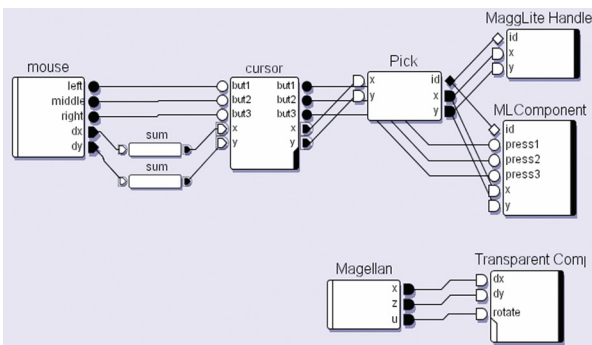 MaggLite Handle
id
x
y
mouse
left
middle
right
dx
dy
sum
sum
cursor
but1
but2
but3
x
y
but1
but2
but3
x
y
Pick
x
y
id
x
y
MLComponent
id
press1
press2
press3
x
y
Magellan
x
z
u
Transparent Comp
dx
dy
rotate